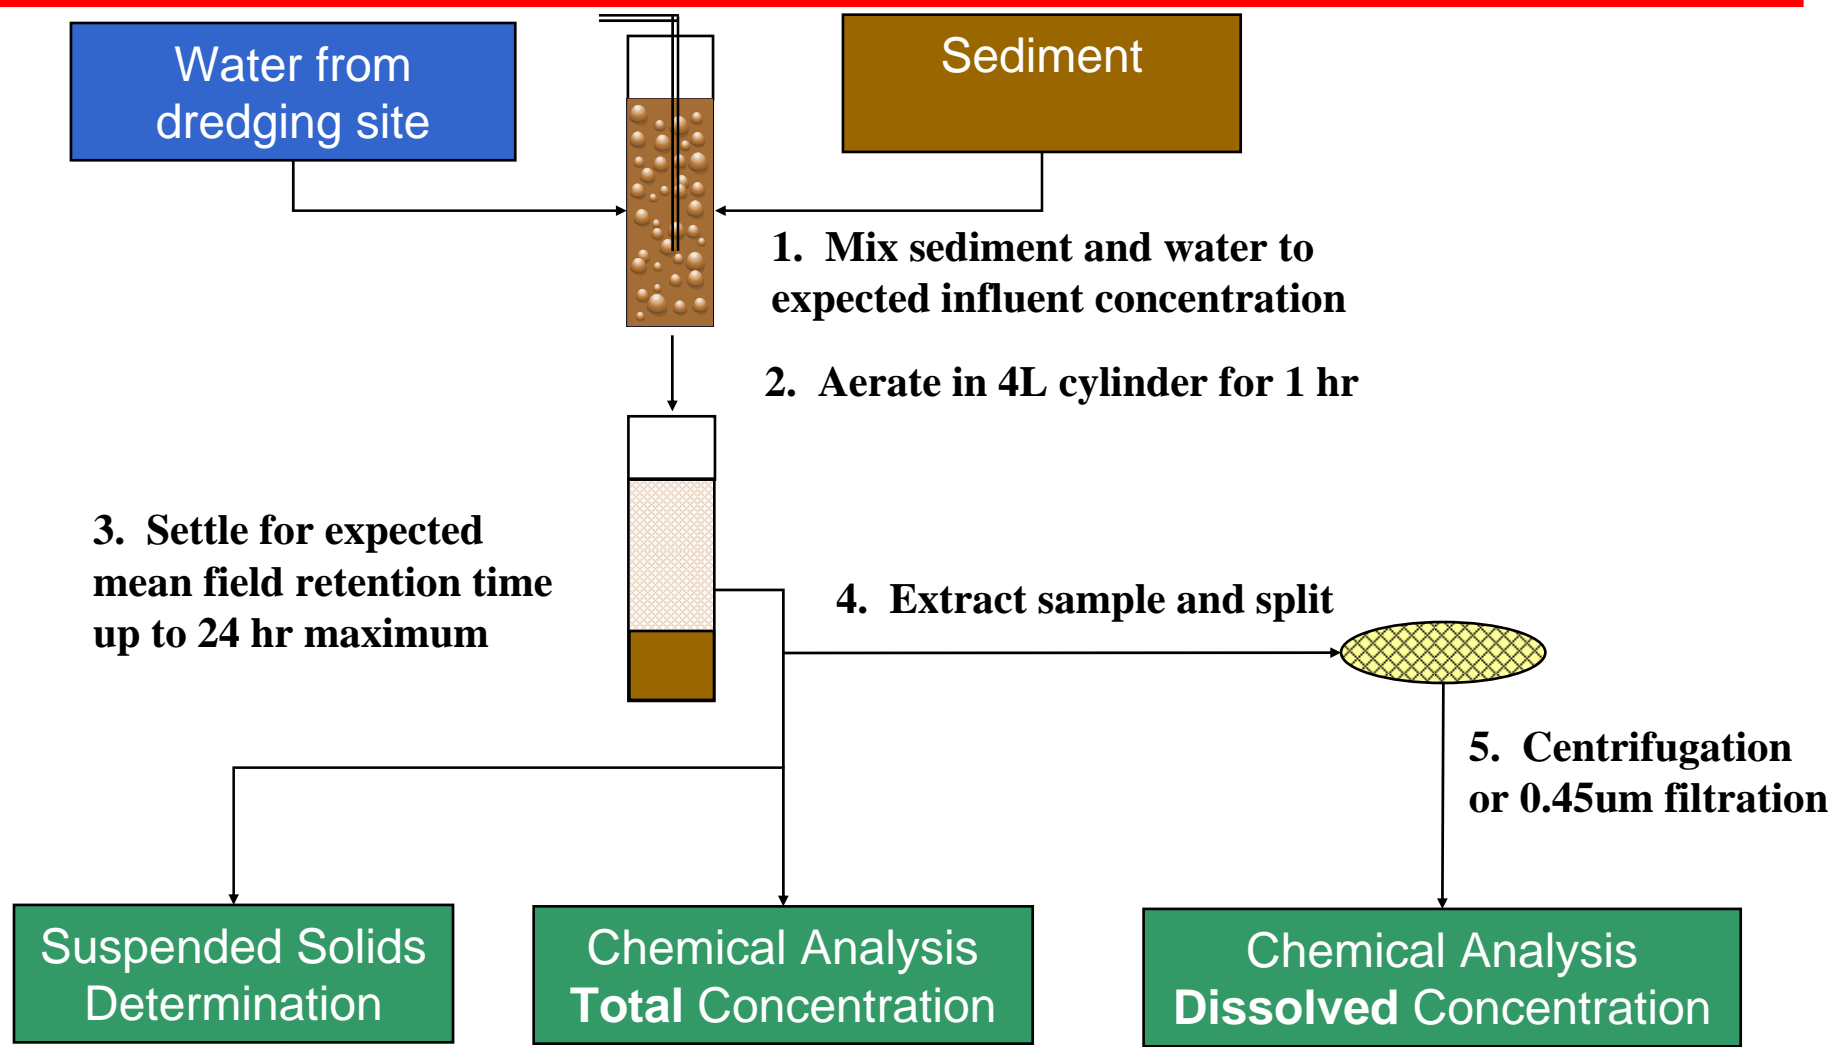 Water from
dredging site
Sediment
1. Mix sediment and water to
expected influent concentration
2. Aerate in 4L cylinder for 1 hr
3. Settle for expected
mean field retention time
up to 24 hr maximum
4. Extract sample and split
5. Centrifugation
or 0.45um filtration
Suspended Solids
Determination
Chemical Analysis
Total Concentration
Chemical Analysis
Dissolved Concentration